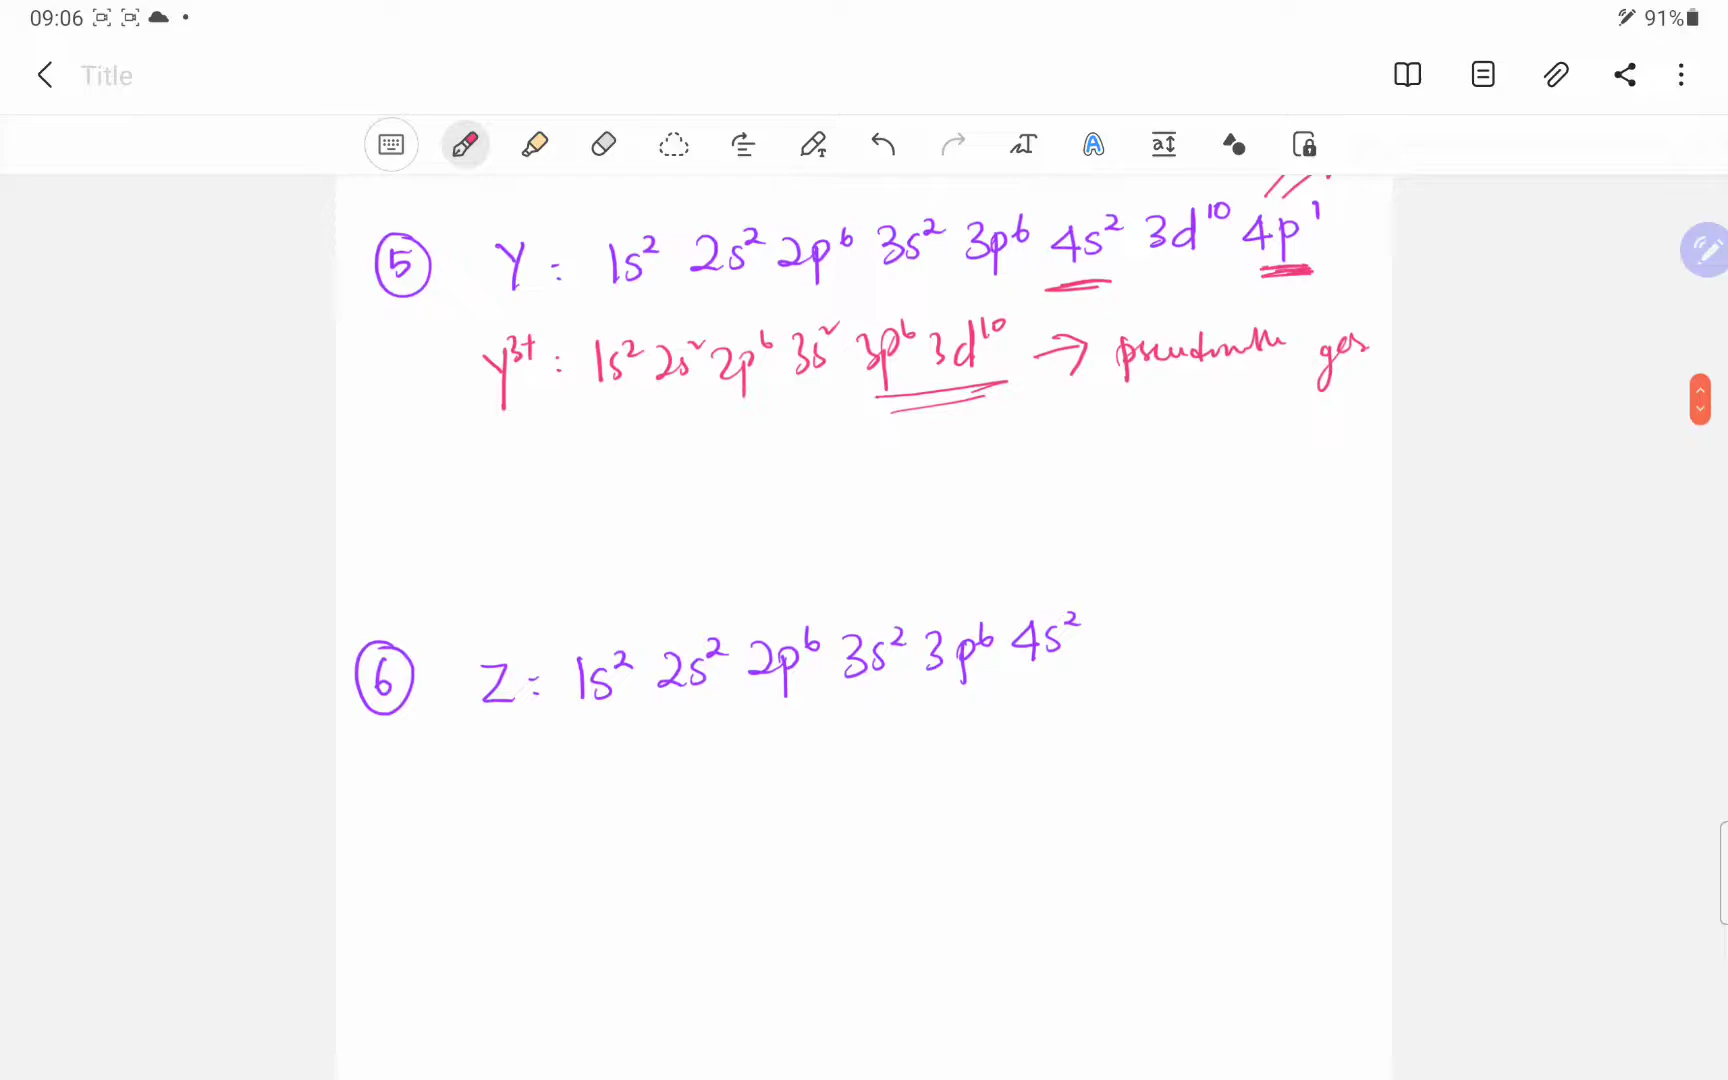 09:06
91%
Title
⑤ Y : 1s² 2s² 2p⁶ 3s² 3p⁶ 4s² 3d¹⁰ 4p¹
Y³⁺ : 1s² 2s² 2p⁶ 3s² 3p⁶ 3d¹⁰ → gas
⑥ Z : 1s² 2s² 2p⁶ 3s² 3p⁶ 4s²